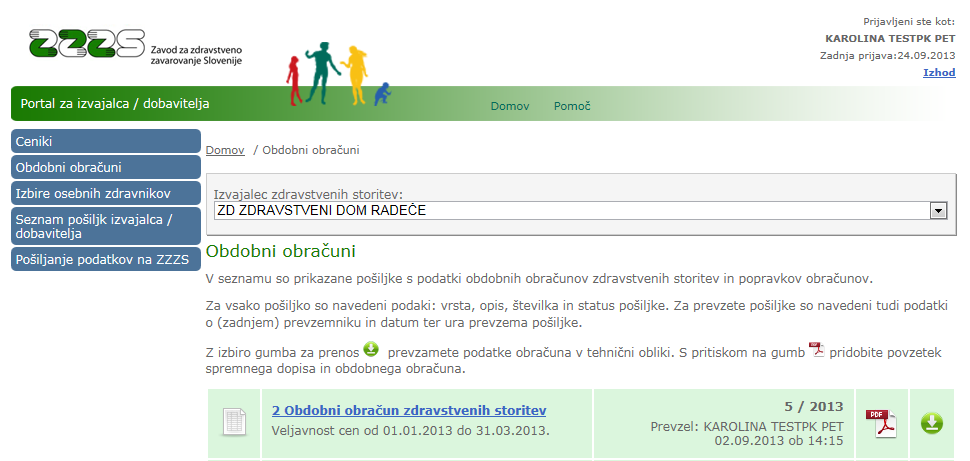 Prijavljeni ste kot:
KAROLINA TESTPK PET
Zadnja prijava:24.09.2013
Izhod
ZZZS
Zavod za zdravstveno
zavarovanje Slovenije
Portal za izvajalca / dobavitelja
Domov
Pomoč
Ceniki
Obdobni obračuni
Izbire osebnih zdravnikov
Seznam pošiljk izvajalca /
dobavitelja
Pošiljanje podatkov na ZZZS
Domov / Obdobni obračuni
Izvajalec zdravstvenih storitev:
ZD ZDRAVSTVENI DOM RADEČE
Obdobni obračuni
V seznamu so prikazane pošiljke s podatki obdobnih obračunov zdravstvenih storitev in popravkov obračunov.
Za vsako pošiljko so navedeni podaki: vrsta, opis, številka in status pošiljke. Za prevzete pošiljke so navedeni tudi podatki
o (zadnjem) prevzemniku in datum ter ura prevzema pošiljke.
Z izbiro gumba za prenos prevzamete podatke obračuna v tehnični obliki. S pritiskom na gumb PDF pridobite povzetek
spremnega dopisa in obdobnega obračuna.
2 Obdobni obračun zdravstvenih storitev
Veljavnost cen od 01.01.2013 do 31.03.2013.
5 / 2013
Prevzel: KAROLINA TESTPK PET
02.09.2013 ob 14:15
PDF